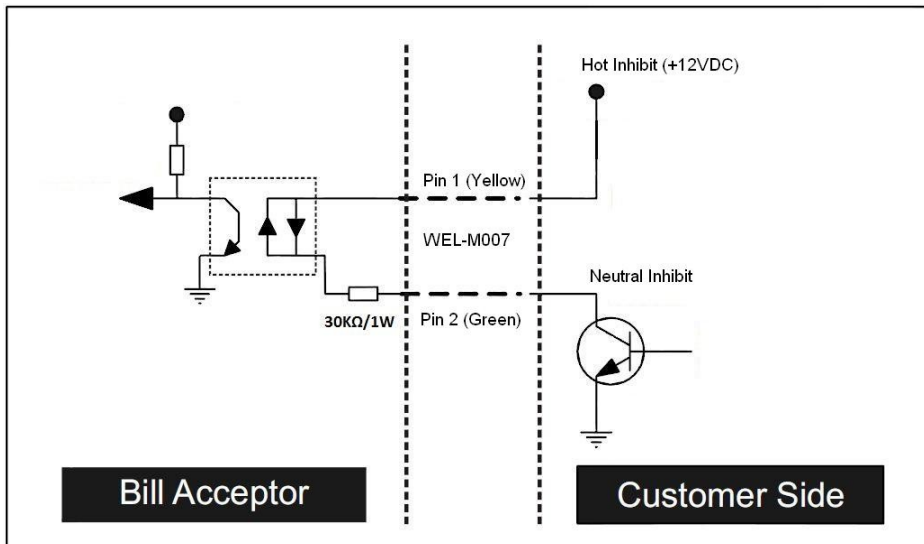 Hot Inhibit (+12VDC)
Pin 1 (Yellow)
WEL-M007
Neutral Inhibit
30KΩ/1W
Pin 2 (Green)
Bill Acceptor
Customer Side